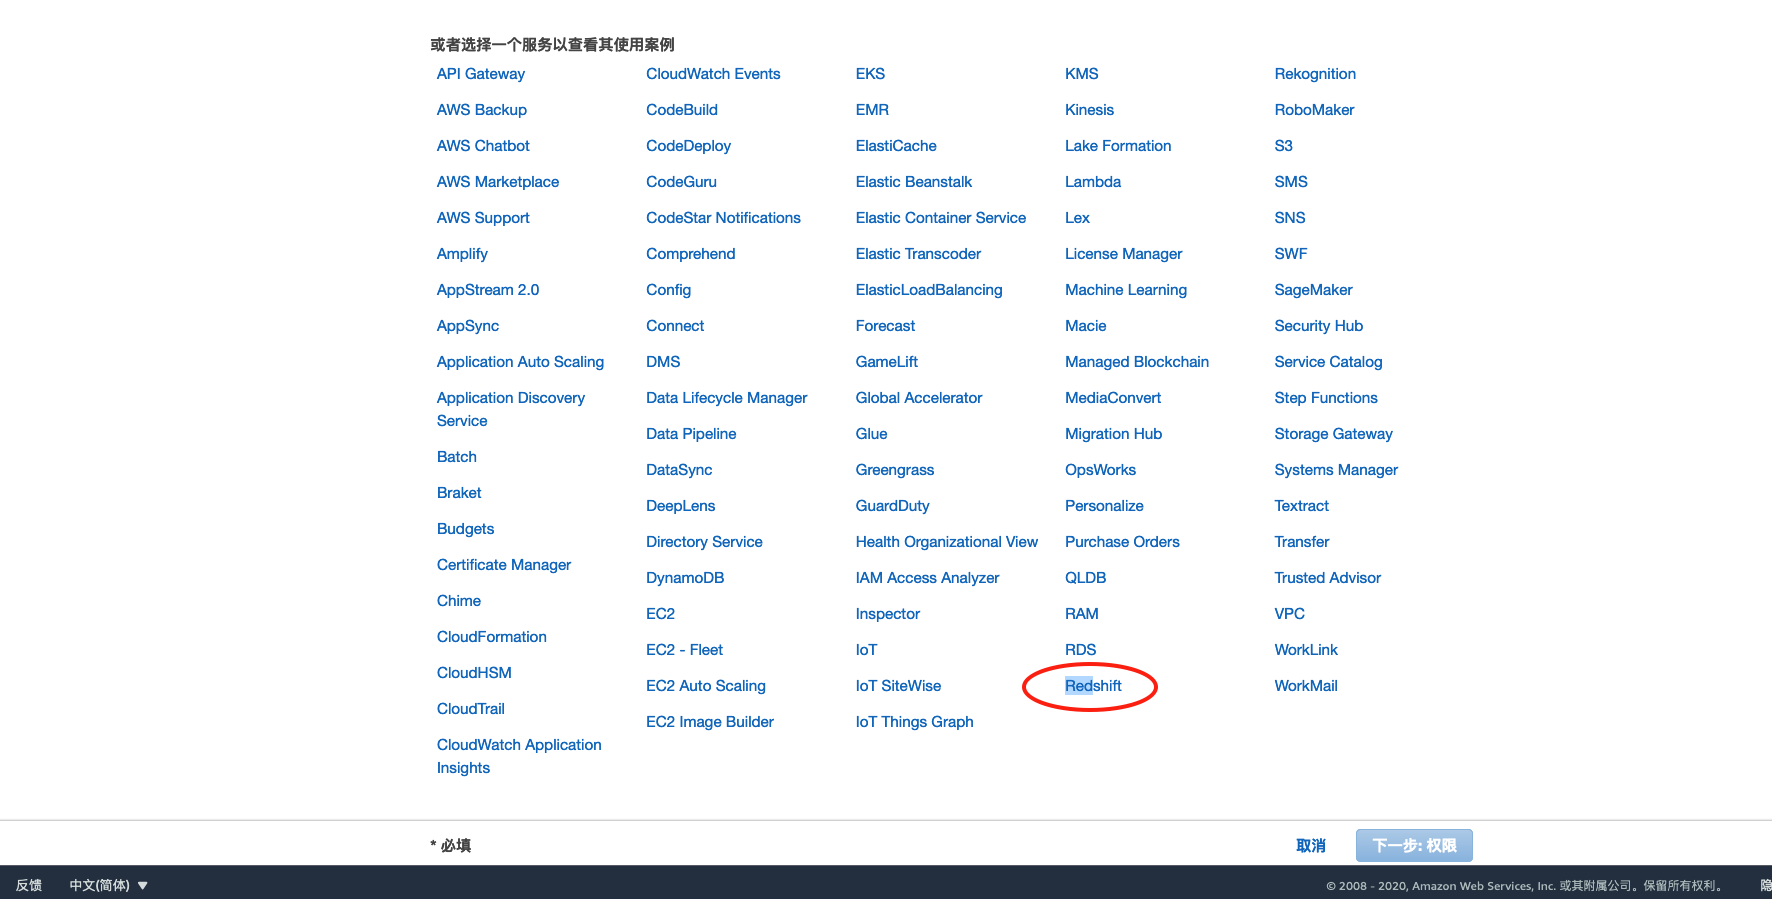 或者选择一个服务以查看其使用案例
API Gateway
AWS Backup
AWS Chatbot
AWS Marketplace
AWS Support
Amplify
AppStream 2.0
AppSync
Application Auto Scaling
Application Discovery
Service
Batch
Braket
Budgets
Certificate Manager
Chime
CloudFormation
CloudHSM
CloudTrail
CloudWatch Application
Insights
CloudWatch Events
CodeBuild
CodeDeploy
CodeGuru
CodeStar Notifications
Comprehend
Config
Connect
DMS
Data Lifecycle Manager
Data Pipeline
DataSync
DeepLens
Directory Service
DynamoDB
EC2
EC2 - Fleet
EC2 Auto Scaling
EC2 Image Builder
EKS
EMR
ElastiCache
Elastic Beanstalk
Elastic Container Service
Elastic Transcoder
ElasticLoadBalancing
Forecast
GameLift
Global Accelerator
Glue
Greengrass
GuardDuty
Health Organizational View
IAM Access Analyzer
Inspector
IoT
IoT SiteWise
IoT Things Graph
KMS
Kinesis
Lake Formation
Lambda
Lex
License Manager
Machine Learning
Macie
Managed Blockchain
MediaConvert
Migration Hub
OpsWorks
Personalize
Purchase Orders
QLDB
RAM
RDS
Redshift
Rekognition
RoboMaker
S3
SMS
SNS
SWF
SageMaker
Security Hub
Service Catalog
Step Functions
Storage Gateway
Systems Manager
Textract
Transfer
Trusted Advisor
VPC
WorkLink
WorkMail
* 必填
取消
下一步: 权限
反馈
中文(简体)
© 2008 - 2020, Amazon Web Services, Inc. 或其附属公司。保留所有权利。
隐